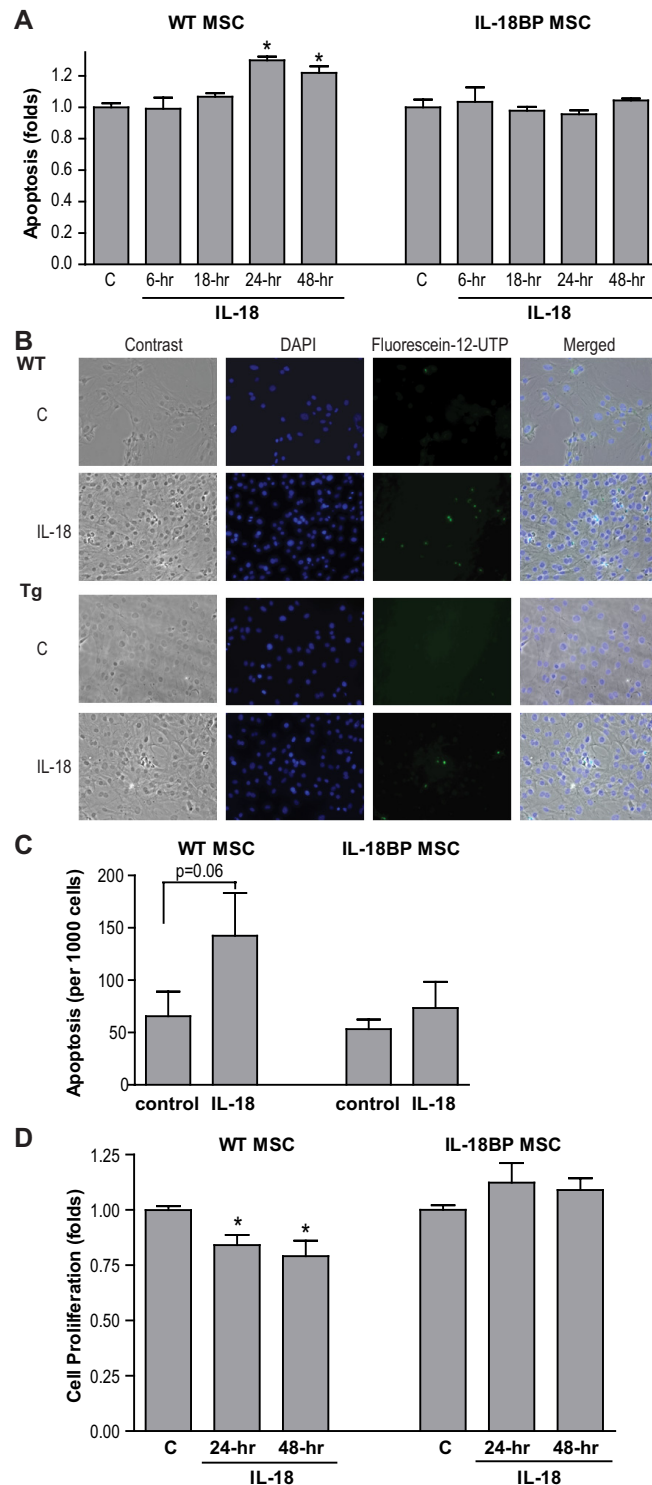 A
WT MSC
IL-18BP MSC
Apoptosis (folds)
1.2
1.0
0.8
0.6
0.4
1.2
0.0
* *
C 6-hr 18-hr 24-hr 48-hr
IL-18
C 6-hr 18-hr 24-hr 48-hr
IL-18
B
Contrast DAPI Fluorescein-12-UTP Merged
WT
C
IL-18
Tg
C
IL-18
C
WT MSC
IL-18BP MSC
p=0.06
Apoptosis (per 1000 cells)
200
150
100
50
0
control IL-18
control IL-18
D
WT MSC
IL-18BP MSC
Cell Prolilferation (folds)
1.25
1.00
0.75
0.50
0.25
0.00
* *
C 24-hr 48-hr
IL-18
C 24-hr 48-hr
IL-18